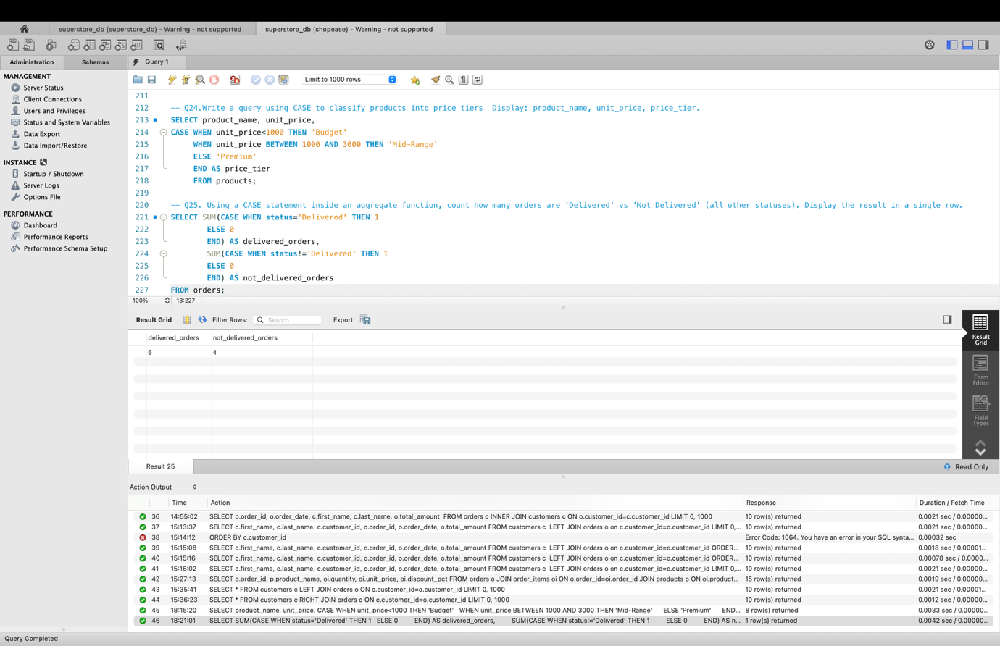 superstore_db (superstore_db) - Warning - not supported
superstore_db (shopease) - Warning - not supported
Administration
Schemas
Query 1
MANAGEMENT
Server Status
Client Connections
Users and Privileges
Status and System Variables
Data Export
Data Import/Restore
INSTANCE
Startup / Shutdown
Server Logs
Options File
PERFORMANCE
Dashboard
Performance Reports
Performance Schema Setup
Limit to 1000 rows
211
212 -- Q24.Write a query using CASE to classify products into price tiers  Display: product_name, unit_price, price_tier.
213 SELECT product_name, unit_price,
214 CASE WHEN unit_price<1000 THEN 'Budget'
215 WHEN unit_price BETWEEN 1000 AND 3000 THEN 'Mid-Range'
216 ELSE 'Premium'
217 END AS price_tier
218 FROM products;
219
220 -- Q25. Using a CASE statement inside an aggregate function, count how many orders are 'Delivered' vs 'Not Delivered' (all other statuses). Display the result in a single row.
221 SELECT SUM(CASE WHEN status='Delivered' THEN 1
222 ELSE 0
223 END) AS delivered_orders,
224 SUM(CASE WHEN status!='Delivered' THEN 1
225 ELSE 0
226 END) AS not_delivered_orders
227 FROM orders;
100% 13:227
Result Grid Filter Rows: Search Export:
delivered_orders not_delivered_orders
6 4
Result Grid
Form Editor
Field Types
Result 25
Read Only
Action Output
Time Action Response Duration / Fetch Time
36 14:55:02 SELECT o.order_id, o.order_date, c.first_name, c.last_name, o.total_amount  FROM orders o INNER JOIN customers c ON o.customer_id=c.customer_id LIMIT 0, 1000 10 row(s) returned 0.0021 sec / 0.00000...
37 15:13:37 SELECT c.first_name, c.last_name, c.customer_id, o.order_id, o.order_date, o.total_amount FROM customers c  LEFT JOIN orders o on c.customer_id=o.customer_id LIMIT 0,... 10 row(s) returned 0.0021 sec / 0.00000...
38 15:14:12 ORDER BY c.customer_id Error Code: 1064. You have an error in your SQL synta... 0.00032 sec
39 15:15:08 SELECT c.first_name, c.last_name, c.customer_id, o.order_id, o.order_date, o.total_amount FROM customers c  LEFT JOIN orders o on c.customer_id=o.customer_id ORDER... 10 row(s) returned 0.0018 sec / 0.00001...
40 15:15:16 SELECT c.first_name, c.last_name, c.customer_id, o.order_id, o.order_date, o.total_amount FROM customers c  LEFT JOIN orders o on c.customer_id=o.customer_id ORDER... 10 row(s) returned 0.00078 sec / 0.0000...
41 15:16:02 SELECT c.first_name, c.last_name, c.customer_id, o.order_id, o.order_date, o.total_amount FROM customers c  LEFT JOIN orders o on c.customer_id=o.customer_id LIMIT 0,... 10 row(s) returned 0.0021 sec / 0.00000...
42 15:27:13 SELECT o.order_id, p.product_name, oi.quantity, oi.unit_price, oi.discount_pct FROM orders o JOIN order_items oi ON o.order_id=oi.order_id JOIN products p ON oi.product... 15 row(s) returned 0.0019 sec / 0.00001...
43 15:35:41 SELECT * FROM customers c LEFT JOIN orders o ON c.customer_id=o.customer_id LIMIT 0, 1000 10 row(s) returned 0.0021 sec / 0.00001...
44 15:36:23 SELECT * FROM customers c RIGHT JOIN orders o ON c.customer_id=o.customer_id LIMIT 0, 1000 10 row(s) returned 0.0012 sec / 0.00000...
45 18:15:20 SELECT product_name, unit_price, CASE WHEN unit_price<1000 THEN 'Budget'  WHEN unit_price BETWEEN 1000 AND 3000 THEN 'Mid-Range'  ELSE 'Premium'  END... 8 row(s) returned 0.0033 sec / 0.00000...
46 18:21:01 SELECT SUM(CASE WHEN status='Delivered' THEN 1  ELSE 0  END) AS delivered_orders,  SUM(CASE WHEN status!='Delivered' THEN 1  ELSE 0  END) AS n... 1 row(s) returned 0.0042 sec / 0.0000...
Query Completed